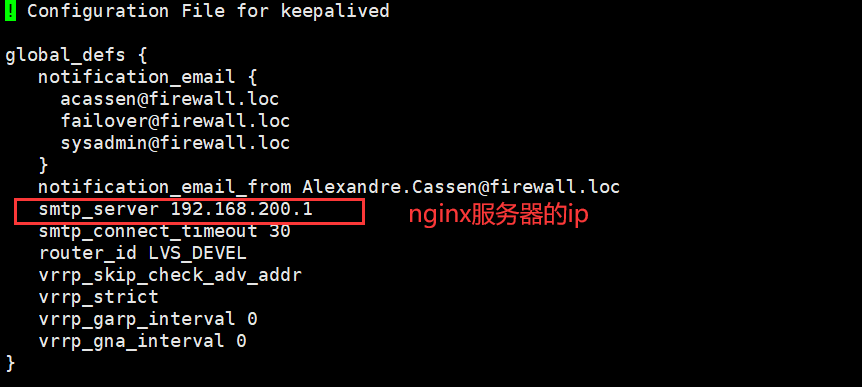 ! Configuration File for keepalived
global_defs {
notification_email {
acassen@firewall.loc
failover@firewall.loc
sysadmin@firewall.loc
}
notification_email_from Alexandre.Cassen@firewall.loc
smtp_server 192.168.200.1 nginx服务器的ip
smtp_connect_timeout 30
router_id LVS_DEVEL
vrrp_skip_check_adv_addr
vrrp_strict
vrrp_garp_interval 0
vrrp_gna_interval 0
}